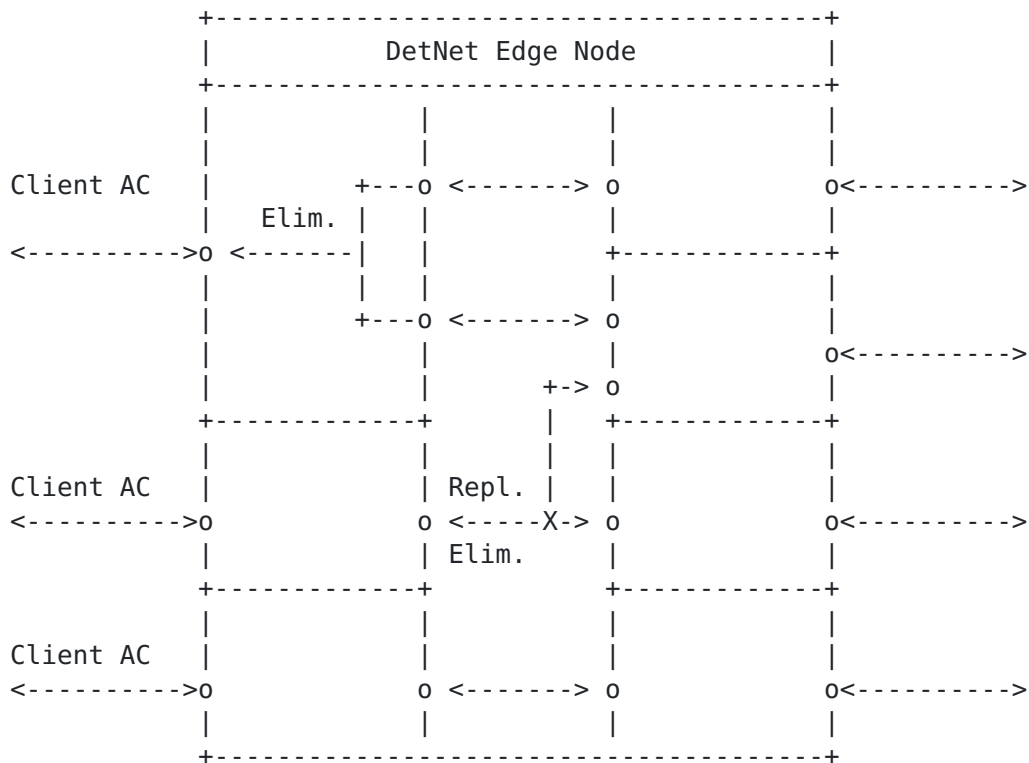 DetNet Edge Node
Client AC
Elim.
Client AC
Repl.
X
Elim.
Client AC